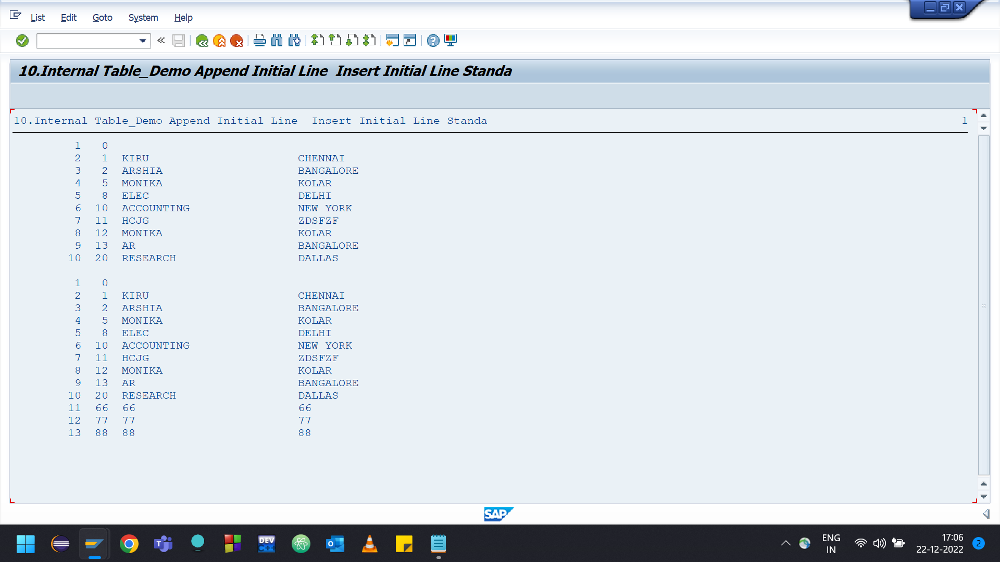 List Edit Goto System Help
10.Internal Table_Demo Append Initial Line  Insert Initial Line Standa
10.Internal Table_Demo Append Initial Line  Insert Initial Line Standa 1
1 0
2 1 KIRU CHENNAI
3 2 ARSHIA BANGALORE
4 5 MONIKA KOLAR
5 8 ELEC DELHI
6 10 ACCOUNTING NEW YORK
7 11 HCJG ZDSFZF
8 12 MONIKA KOLAR
9 13 AR BANGALORE
10 20 RESEARCH DALLAS
1 0
2 1 KIRU CHENNAI
3 2 ARSHIA BANGALORE
4 5 MONIKA KOLAR
5 8 ELEC DELHI
6 10 ACCOUNTING NEW YORK
7 11 HCJG ZDSFZF
8 12 MONIKA KOLAR
9 13 AR BANGALORE
10 20 RESEARCH DALLAS
11 66 66 66
12 77 77 77
13 88 88 88
SAP
DEV C++
ENG
IN
17:06
22-12-2022
2